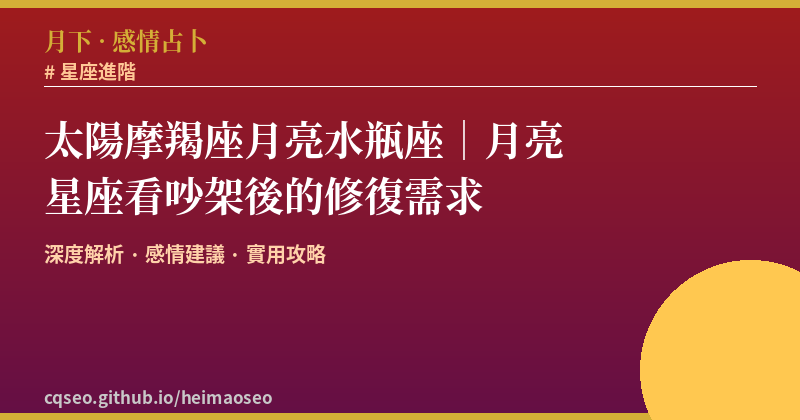 月下 · 感情占卜
# 星座進階
太陽摩羯座月亮水瓶座｜月亮
星座看吵架後的修復需求
深度解析 · 感情建議 · 實用攻略
cqseo.github.io/heimaoseo